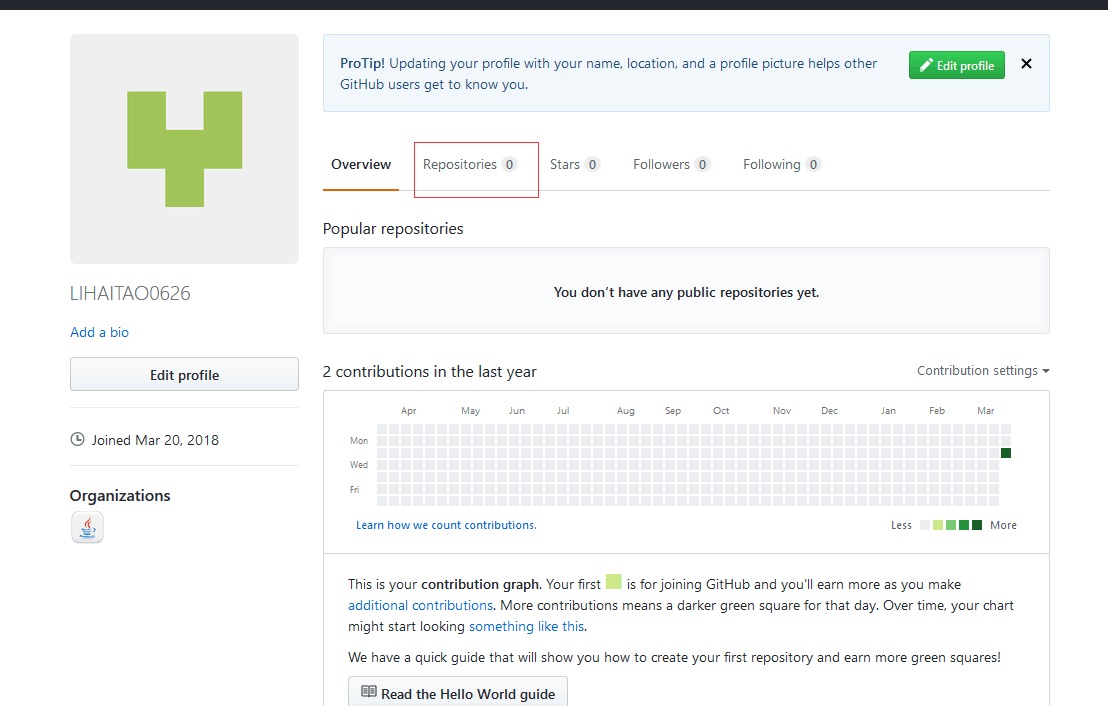 ProTip! Updating your profile with your name, location, and a profile picture helps other
GitHub users get to know you.
Edit profile
Overview Repositories 0 Stars 0 Followers 0 Following 0
Popular repositories
You don’t have any public repositories yet.
LIHAITAO0626
Add a bio
Edit profile
Joined Mar 20, 2018
Organizations
2 contributions in the last year
Contribution settings
Apr May Jun Jul Aug Sep Oct Nov Dec Jan Feb Mar
Mon
Wed
Fri
Learn how we count contributions.
Less More
This is your contribution graph. Your first is for joining GitHub and you'll earn more as you make
additional contributions. More contributions means a darker green square for that day. Over time, your chart
might start looking something like this.
We have a quick guide that will show you how to create your first repository and earn more green squares!
Read the Hello World guide